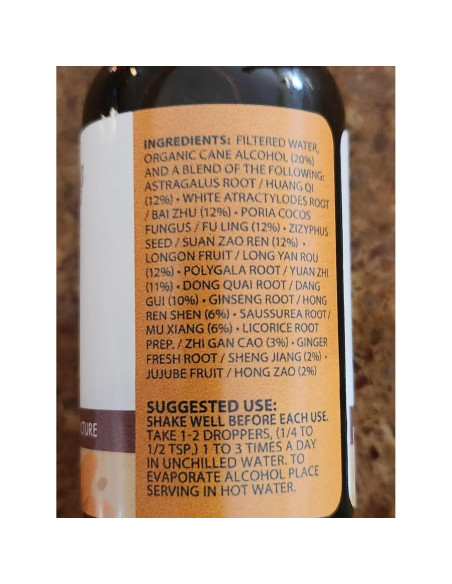 INGREDIENTS: FILTERED WATER,
ORGANIC CANE ALCOHOL (20%)
AND A BLEND OF THE FOLLOWING:
ASTRAGALUS ROOT / HUANG QI
(12%) • WHITE ATRACTYLODES ROOT
/ BAI ZHU (12%) • PORIA COCOS
FUNGUS / FU LING (12%) • ZIZYPHUS
SEED / SUAN ZAO REN (12%) •
LONGON FRUIT / LONG YAN ROU
(12%) • POLYGALA ROOT / YUAN ZHI
(11%) • DONG QUAI ROOT / DANG
GUI (10%) • GINSENG ROOT / HONG
REN SHEN (6%) • SAUSSUREA ROOT /
MU XIANG (6%) • LICORICE ROOT
PREP. / ZHI GAN CAO (3%) • GINGER
FRESH ROOT / SHENG JIANG (2%) •
JUJUBE FRUIT / HONG ZAO (2%)
SUGGESTED USE:
SHAKE WELL BEFORE EACH USE.
TAKE 1-2 DROPPERS, (1/4 TO
1/2 TSP.) 1 TO 3 TIMES A DAY
IN UNCHILLED WATER. TO
EVAPORATE ALCOHOL PLACE
SERVING IN HOT WATER.
CTURE